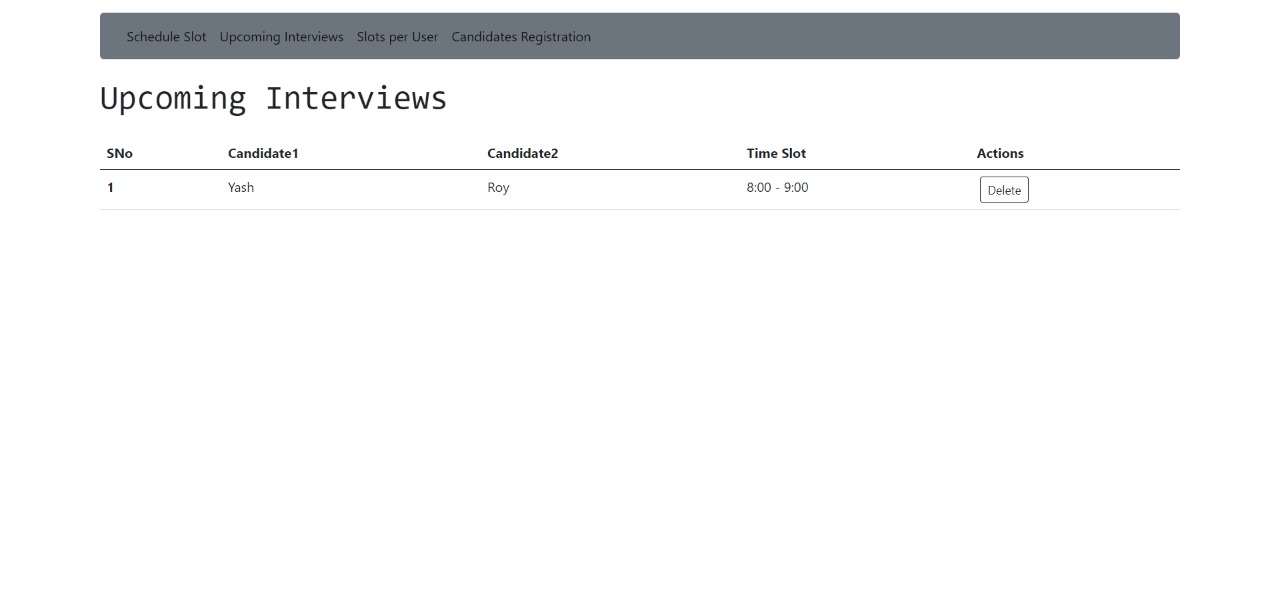 Schedule Slot Upcoming Interviews Slots per User Candidates Registration
Upcoming Interviews
SNo Candidate1 Candidate2 Time Slot Actions
1 Yash Roy 8:00 - 9:00 Delete